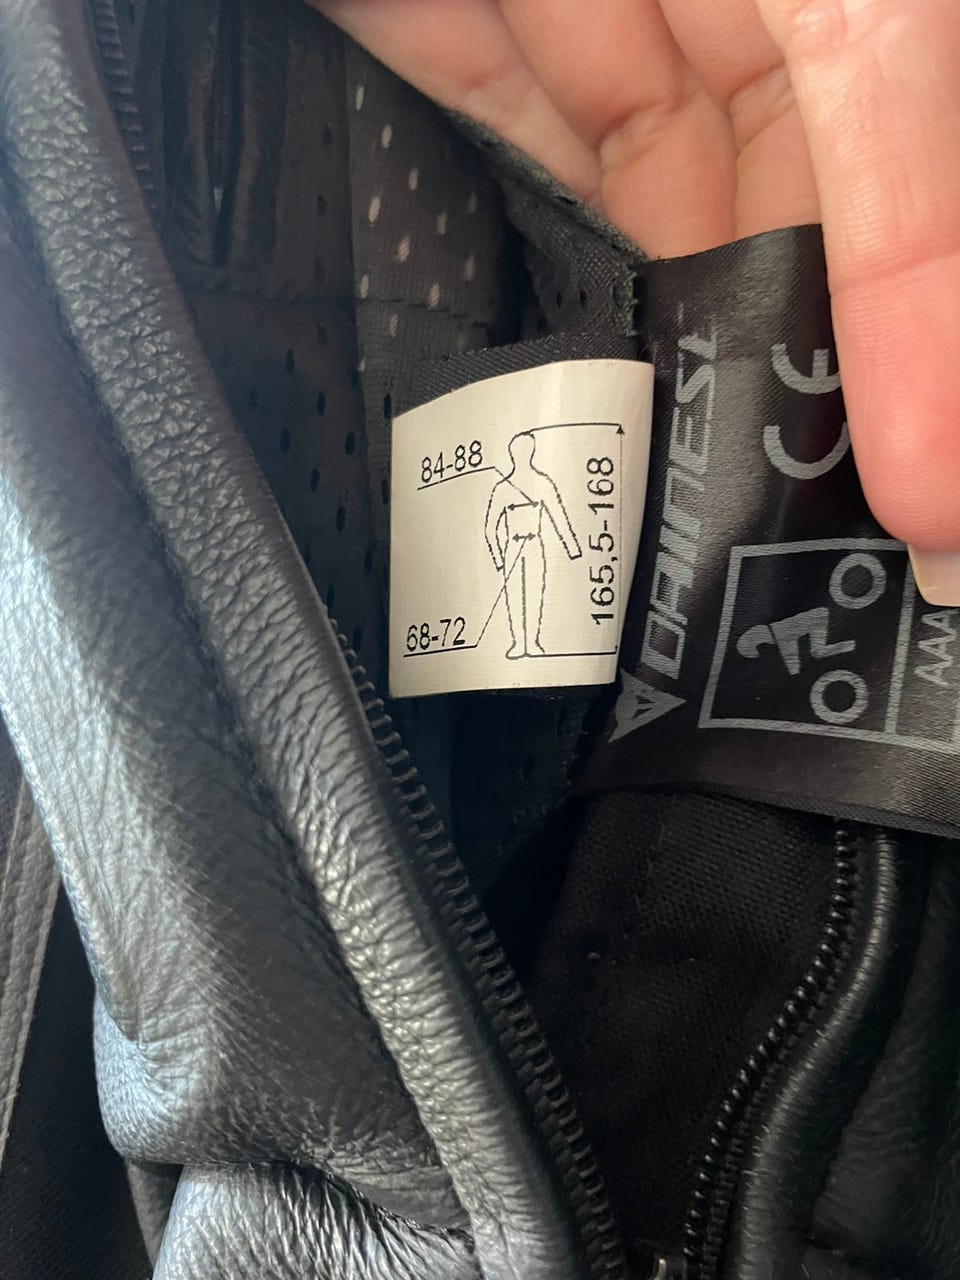 84-88
165,5-168
68-72
DAINESE
CE
AAA